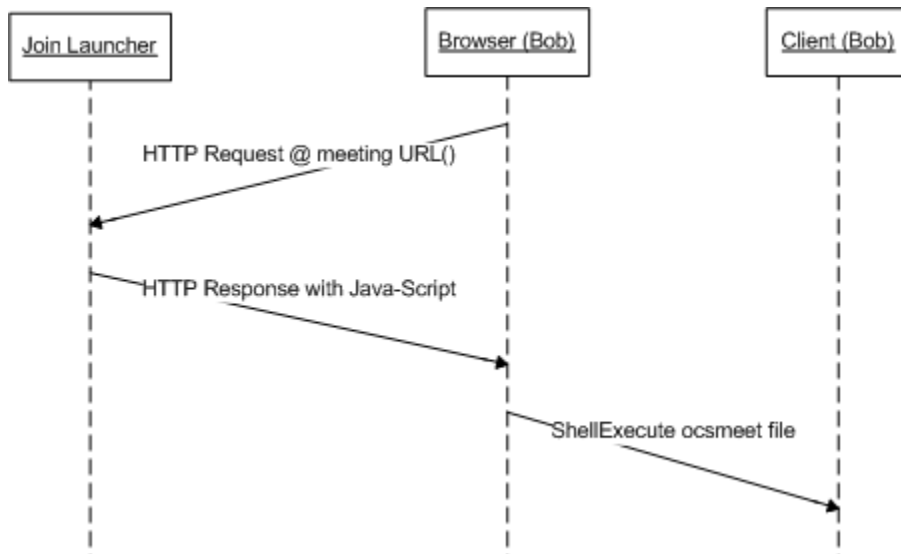 Join Launcher
Browser (Bob)
Client (Bob)
HTTP Request @ meeting URL()
HTTP Response with Java-Script
ShellExecute ocsmeet file